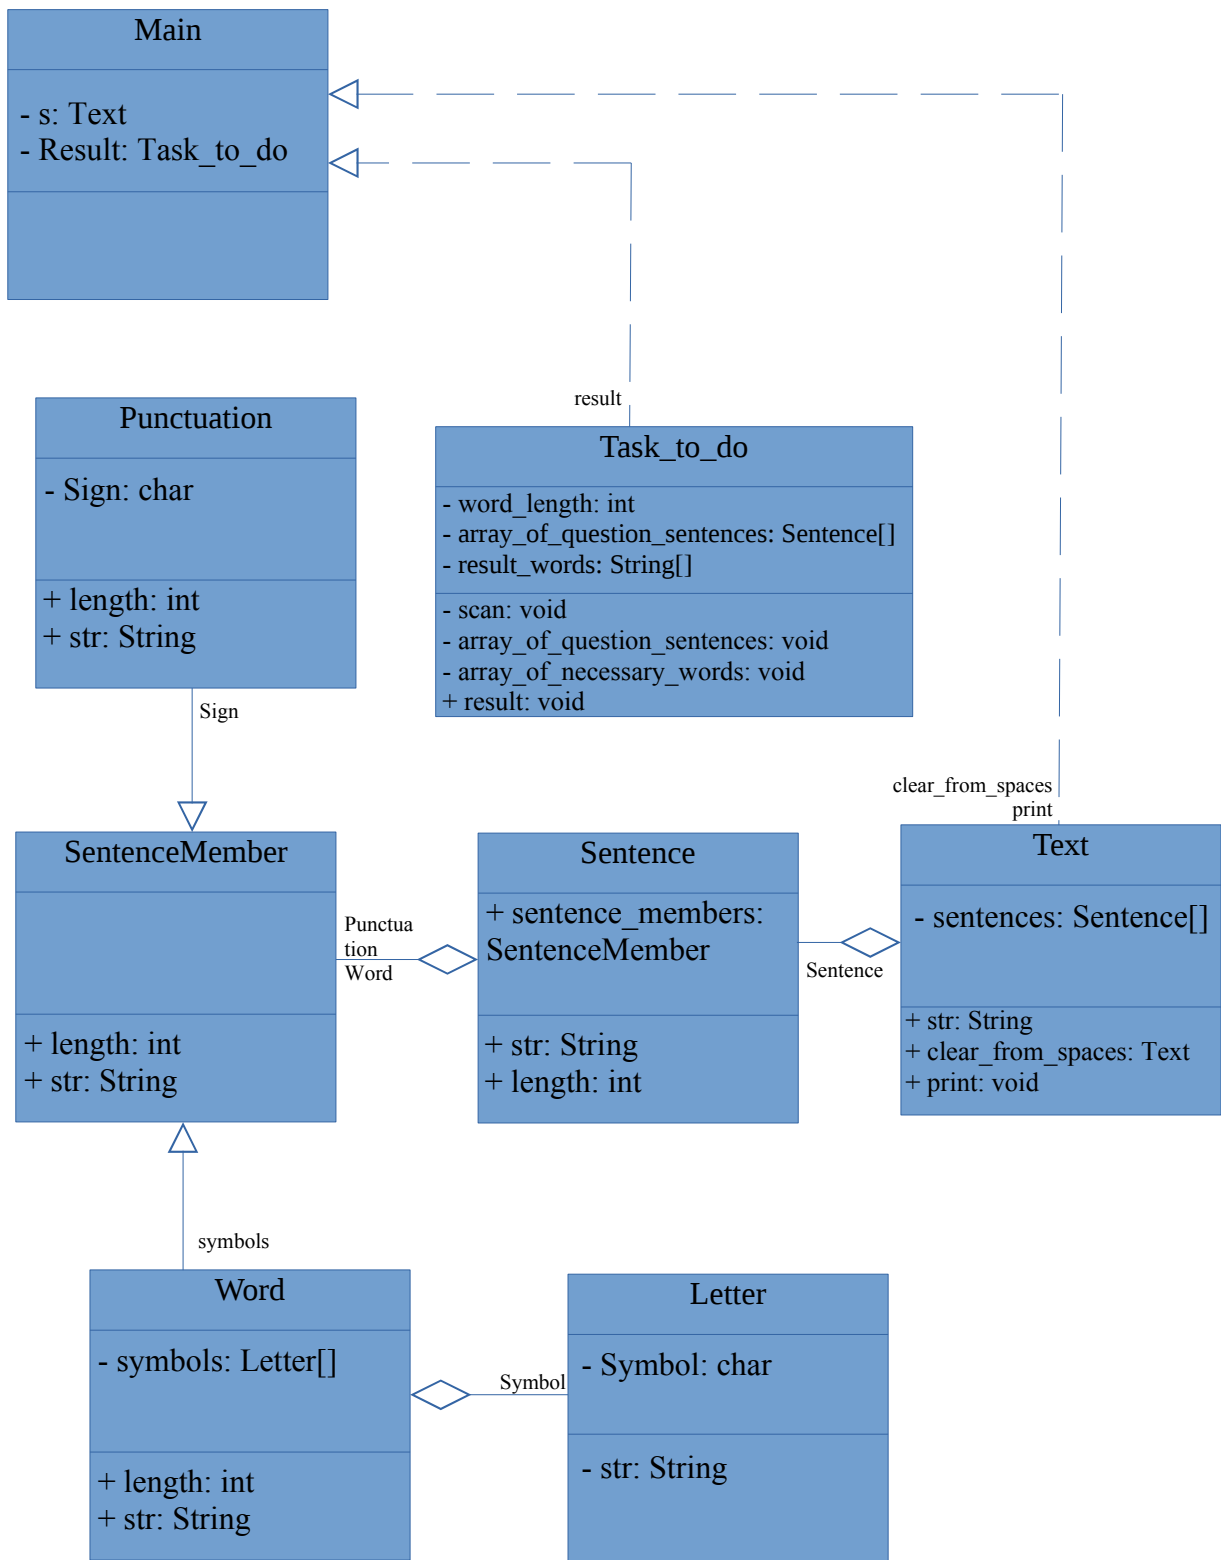 Main
- s: Text
- Result: Task_to_do
result
Punctuation
- Sign: char
+ length: int
+ str: String
Sign
Task_to_do
- word_length: int
- array_of_question_sentences: Sentence[]
- result_words: String[]
- scan: void
- array_of_question_sentences: void
- array_of_necessary_words: void
+ result: void
clear_from_spaces
print
SentenceMember
+ length: int
+ str: String
Punctua
tion
Word
Sentence
+ sentence_members:
SentenceMember
+ str: String
+ length: int
Sentence
Text
- sentences: Sentence[]
+ str: String
+ clear_from_spaces: Text
+ print: void
symbols
Word
- symbols: Letter[]
+ length: int
+ str: String
Symbol
Letter
- Symbol: char
- str: String